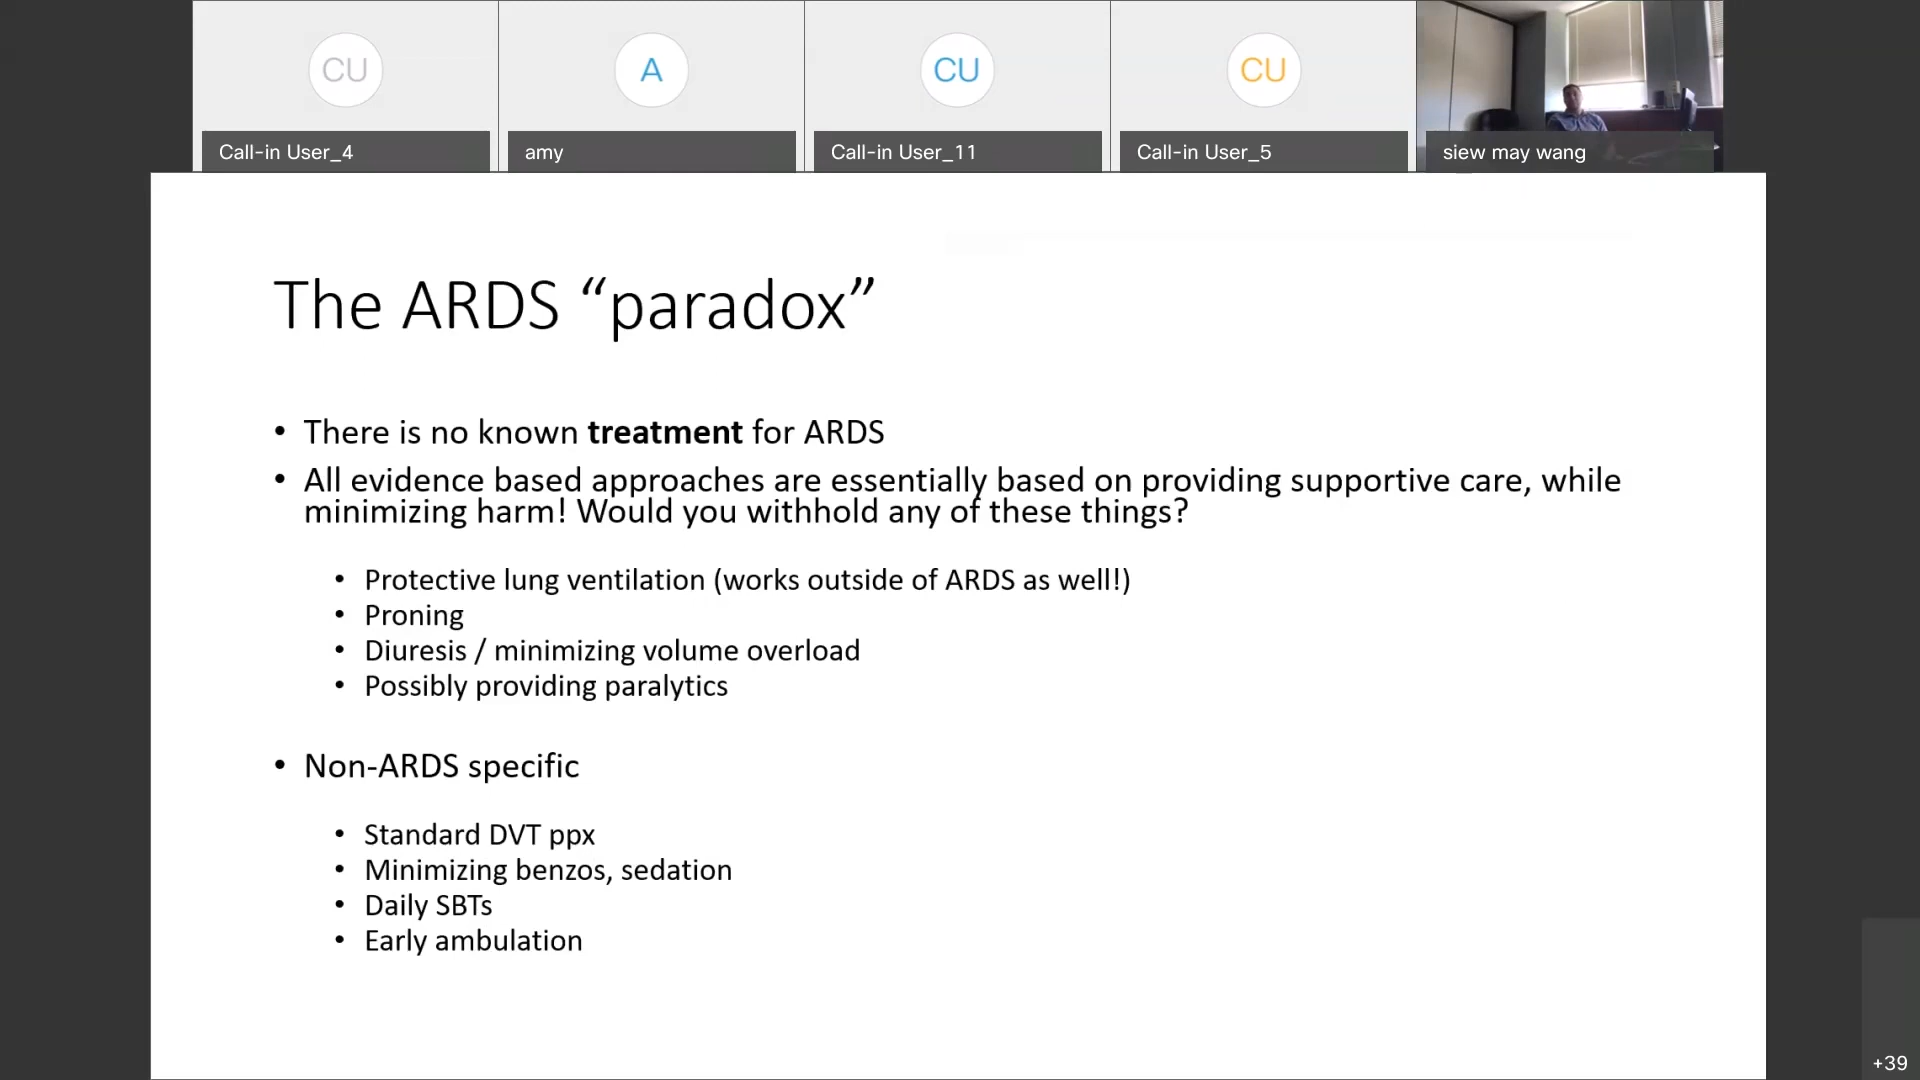 CU
A
CU
CU
Call-in User_4
amy
Call-in User_11
Call-in User_5
siew may wang
The ARDS “paradox”
• There is no known treatment for ARDS
• All evidence based approaches are essentially based on providing supportive care, while
minimizing harm! Would you withhold any of these things?
• Protective lung ventilation (works outside of ARDS as well!)
• Proning
• Diuresis / minimizing volume overload
• Possibly providing paralytics
• Non-ARDS specific
• Standard DVT ppx
• Minimizing benzos, sedation
• Daily SBTs
• Early ambulation
+39